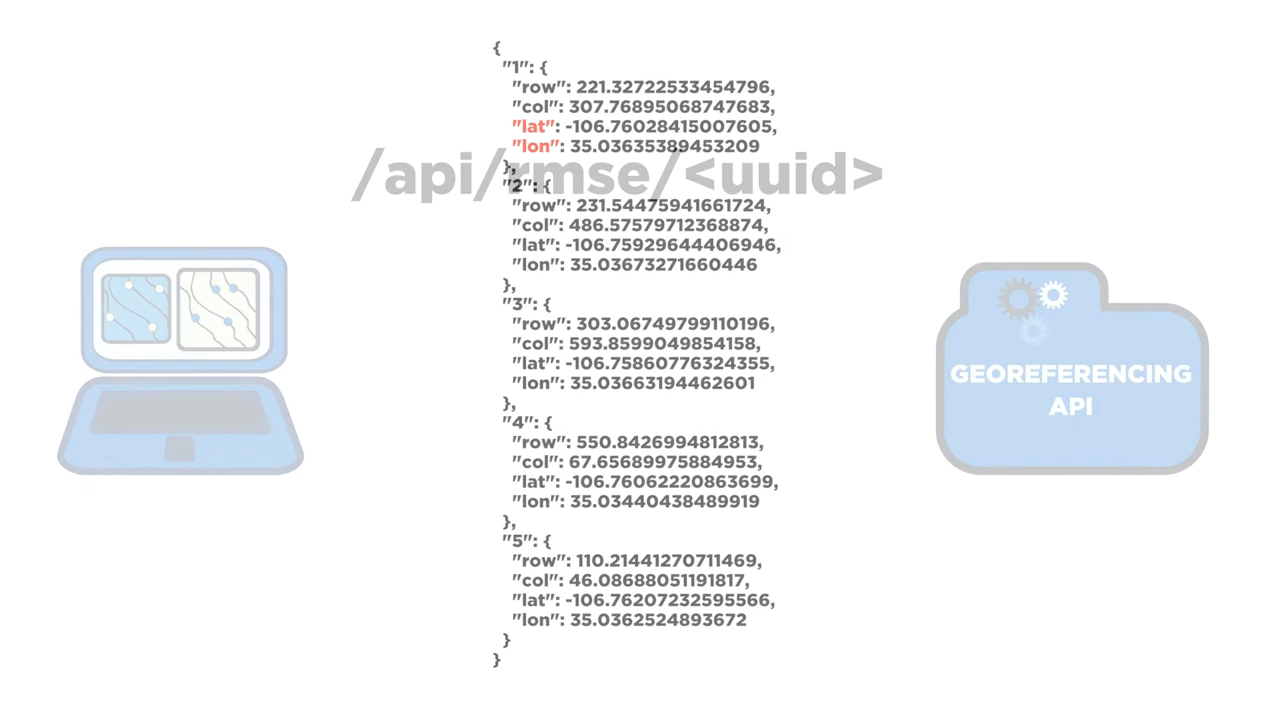 {
"1": {
"row": 221.32722533454796,
"col": 307.76895068747683,
"lat": -106.76028415007605,
"lon": 35.03635389453209
},
/api/rmse/<uuid>
"2": {
"row": 231.54475941661724,
"col": 486.57579712368874,
"lat": -106.75929644406946,
"lon": 35.03673271660446
},
"3": {
"row": 303.06749799110196,
"col": 593.8599049854158,
"lat": -106.75860776324355,
"lon": 35.03663194462601
},
"4": {
"row": 550.8426994812813,
"col": 67.65689975884953,
"lat": -106.76062220863699,
"lon": 35.03440438489919
},
"5": {
"row": 110.21441270711469,
"col": 46.08688051191817,
"lat": -106.76207232595566,
"lon": 35.0362524893672
}
}
GEOREFERENCING
API